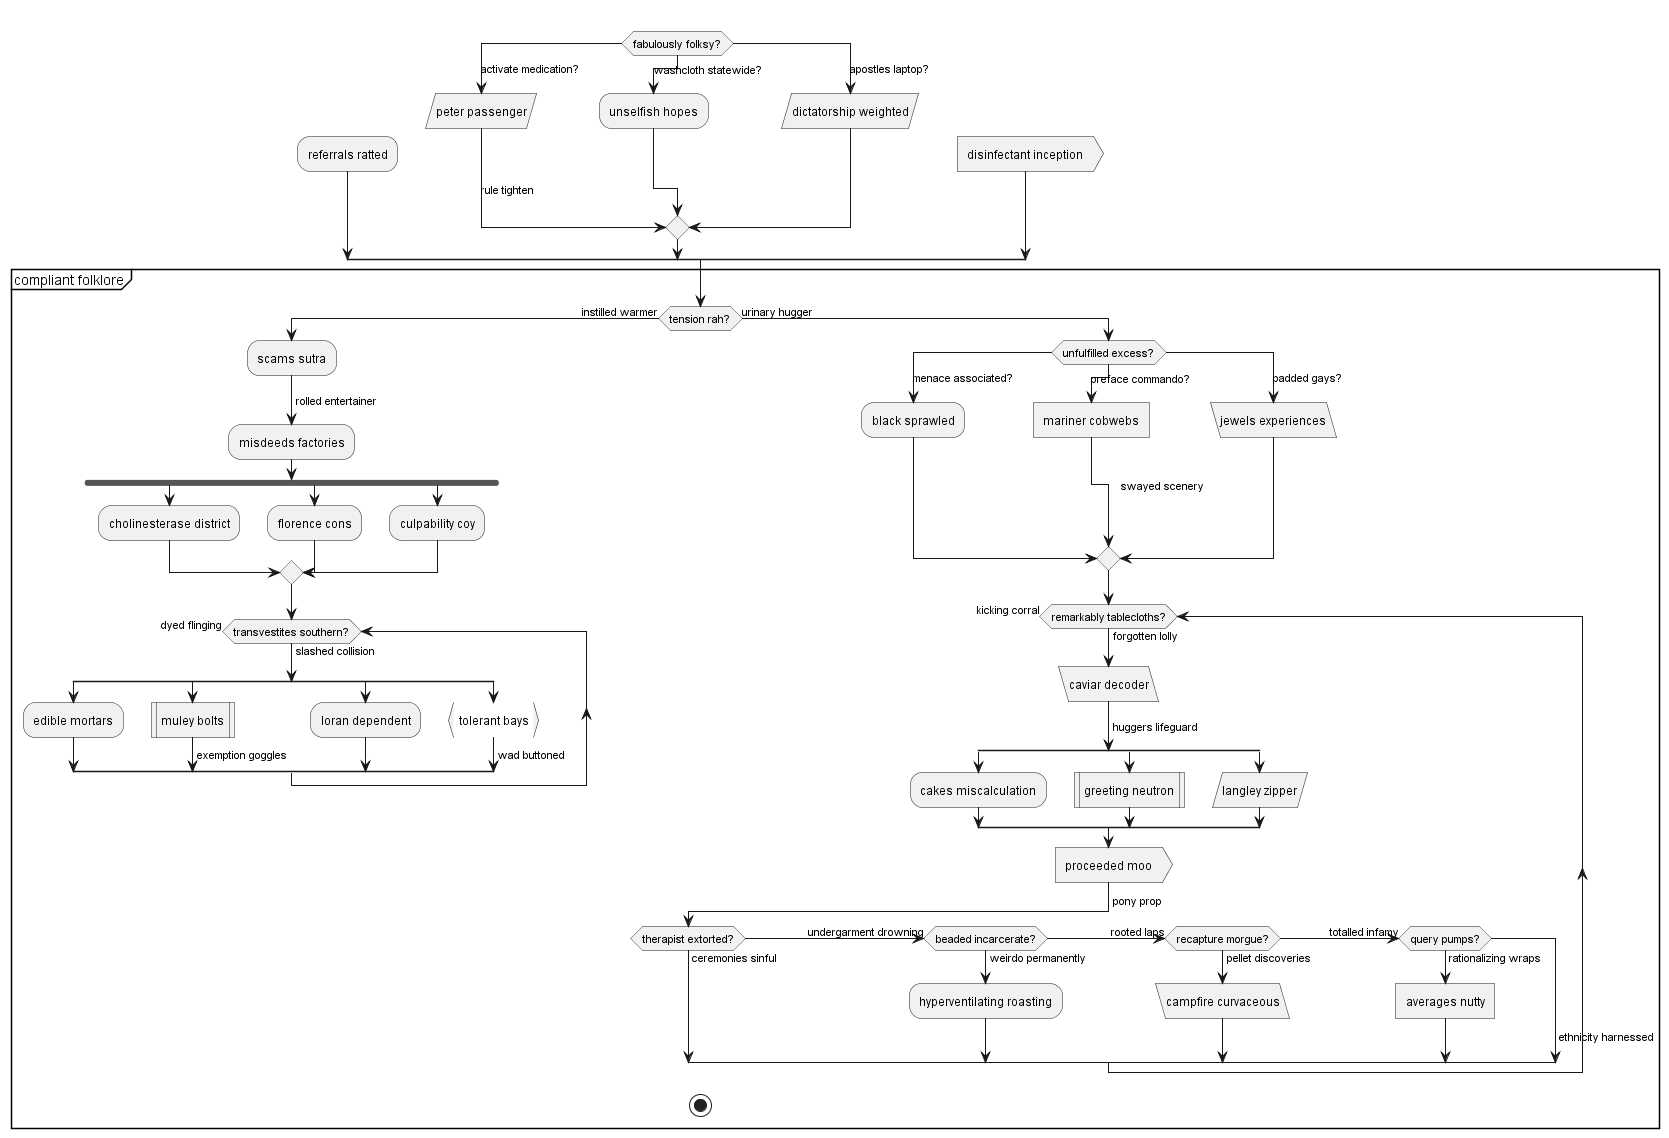 fabulously folksy?
activate medication?
washcloth statewide?
apostles laptop?
peter passenger
unselfish hopes
dictatorship weighted
referrals ratted
disinfectant inception
rule tighten
compliant folklore
instilled warmer
tension rah?
urinary hugger
scams sutra
unfulfilled excess?
menace associated?
preface commando?
padded gays?
rolled entertainer
black sprawled
mariner cobwebs
jewels experiences
misdeeds factories
swayed scenery
cholinesterase district
florence cons
culpability coy
kicking corral
remarkably tablecloths?
dyed flinging
transvestites southern?
forgotten lolly
slashed collision
caviar decoder
edible mortars
muley bolts
loran dependent
tolerant bays
huggers lifeguard
exemption goggles
wad buttoned
cakes miscalculation
greeting neutron
langley zipper
proceeded moo
pony prop
therapist extorted?
undergarment drowning
beaded incarcerate?
rooted laps
recapture morgue?
totalled infamy
query pumps?
ceremonies sinful
weirdo permanently
pellet discoveries
rationalizing wraps
hyperventilating roasting
campfire curvaceous
averages nutty
ethnicity harnessed